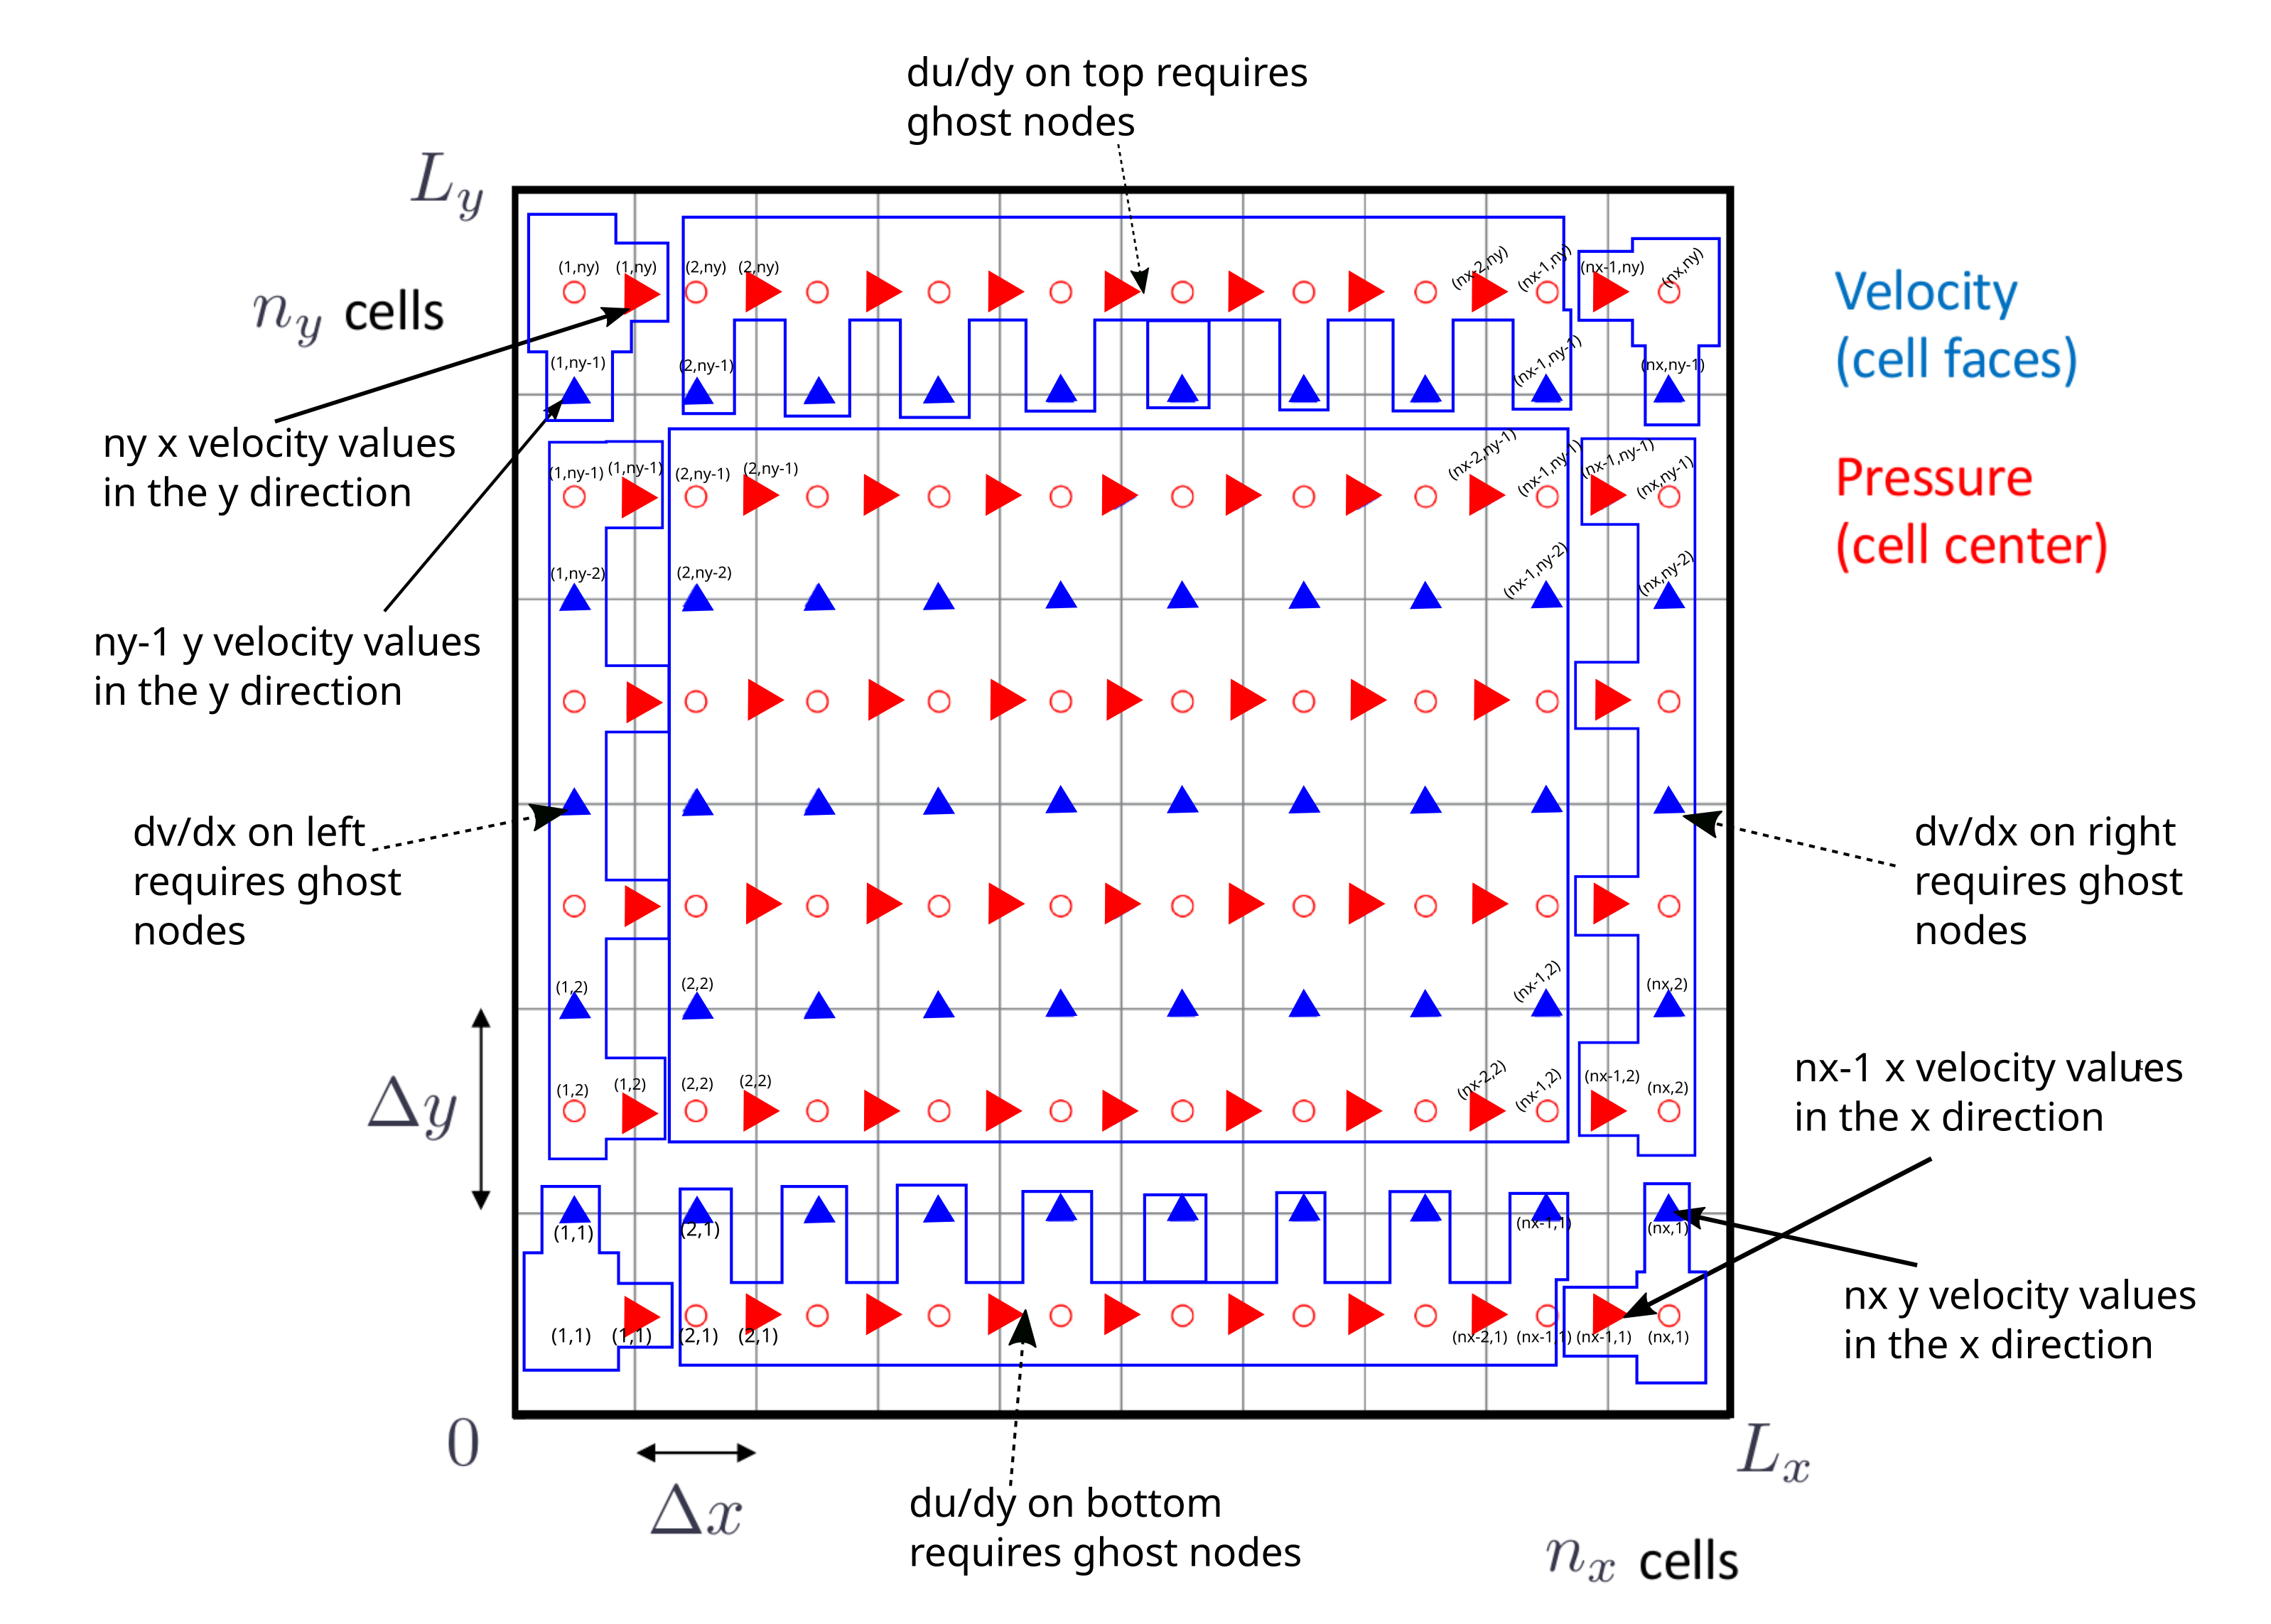 du/dy on top requires
ghost nodes
L_y
n_y cells
(1,ny) (1,ny) (2,ny) (2,ny) (nx-2,ny) (nx-1,ny) (nx-1,ny) (nx,ny)
Velocity
(cell faces)
(1,ny-1) (2,ny-1) (nx-1,ny-1) (nx,ny-1)
ny x velocity values
in the y direction
Pressure
(cell center)
(1,ny-1) (1,ny-1) (2,ny-1) (2,ny-1) (nx-2,ny-1) (nx-1,ny-1) (nx-1,ny-1) (nx,ny-1)
(1,ny-2) (2,ny-2) (nx-1,ny-2) (nx,ny-2)
ny-1 y velocity values
in the y direction
dv/dx on left
requires ghost
nodes
dv/dx on right
requires ghost
nodes
(1,2) (2,2) (nx-1,2) (nx,2)
Δy
(1,2) (1,2) (2,2) (2,2) (nx-2,2) (nx-1,2) (nx-1,2) (nx,2)
nx-1 x velocity values
in the x direction
(1,1) (2,1) (nx-1,1) (nx,1)
nx y velocity values
in the x direction
(1,1) (1,1) (2,1) (2,1) (nx-2,1) (nx-1,1) (nx-1,1) (nx,1)
0
L_x
Δx
du/dy on bottom
requires ghost nodes
n_x cells